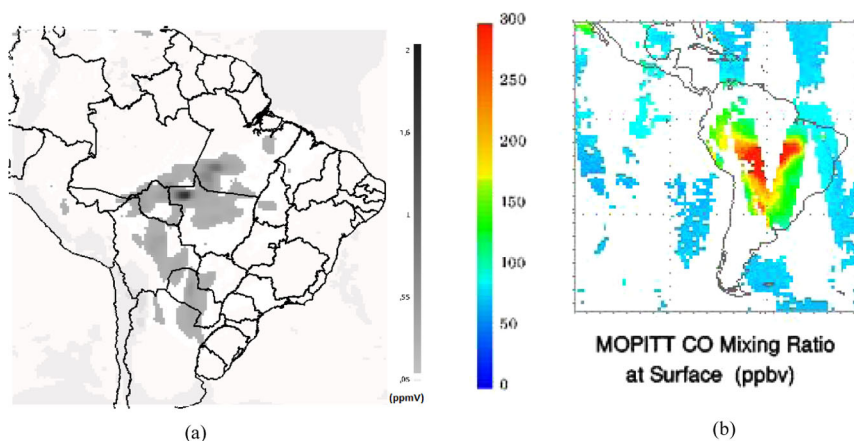 2
1,6
1
,55
,05
(ppmV)
(a)
300
250
200
150
100
50
0
MOPITT CO Mixing Ratio
at Surface (ppbv)
(b)